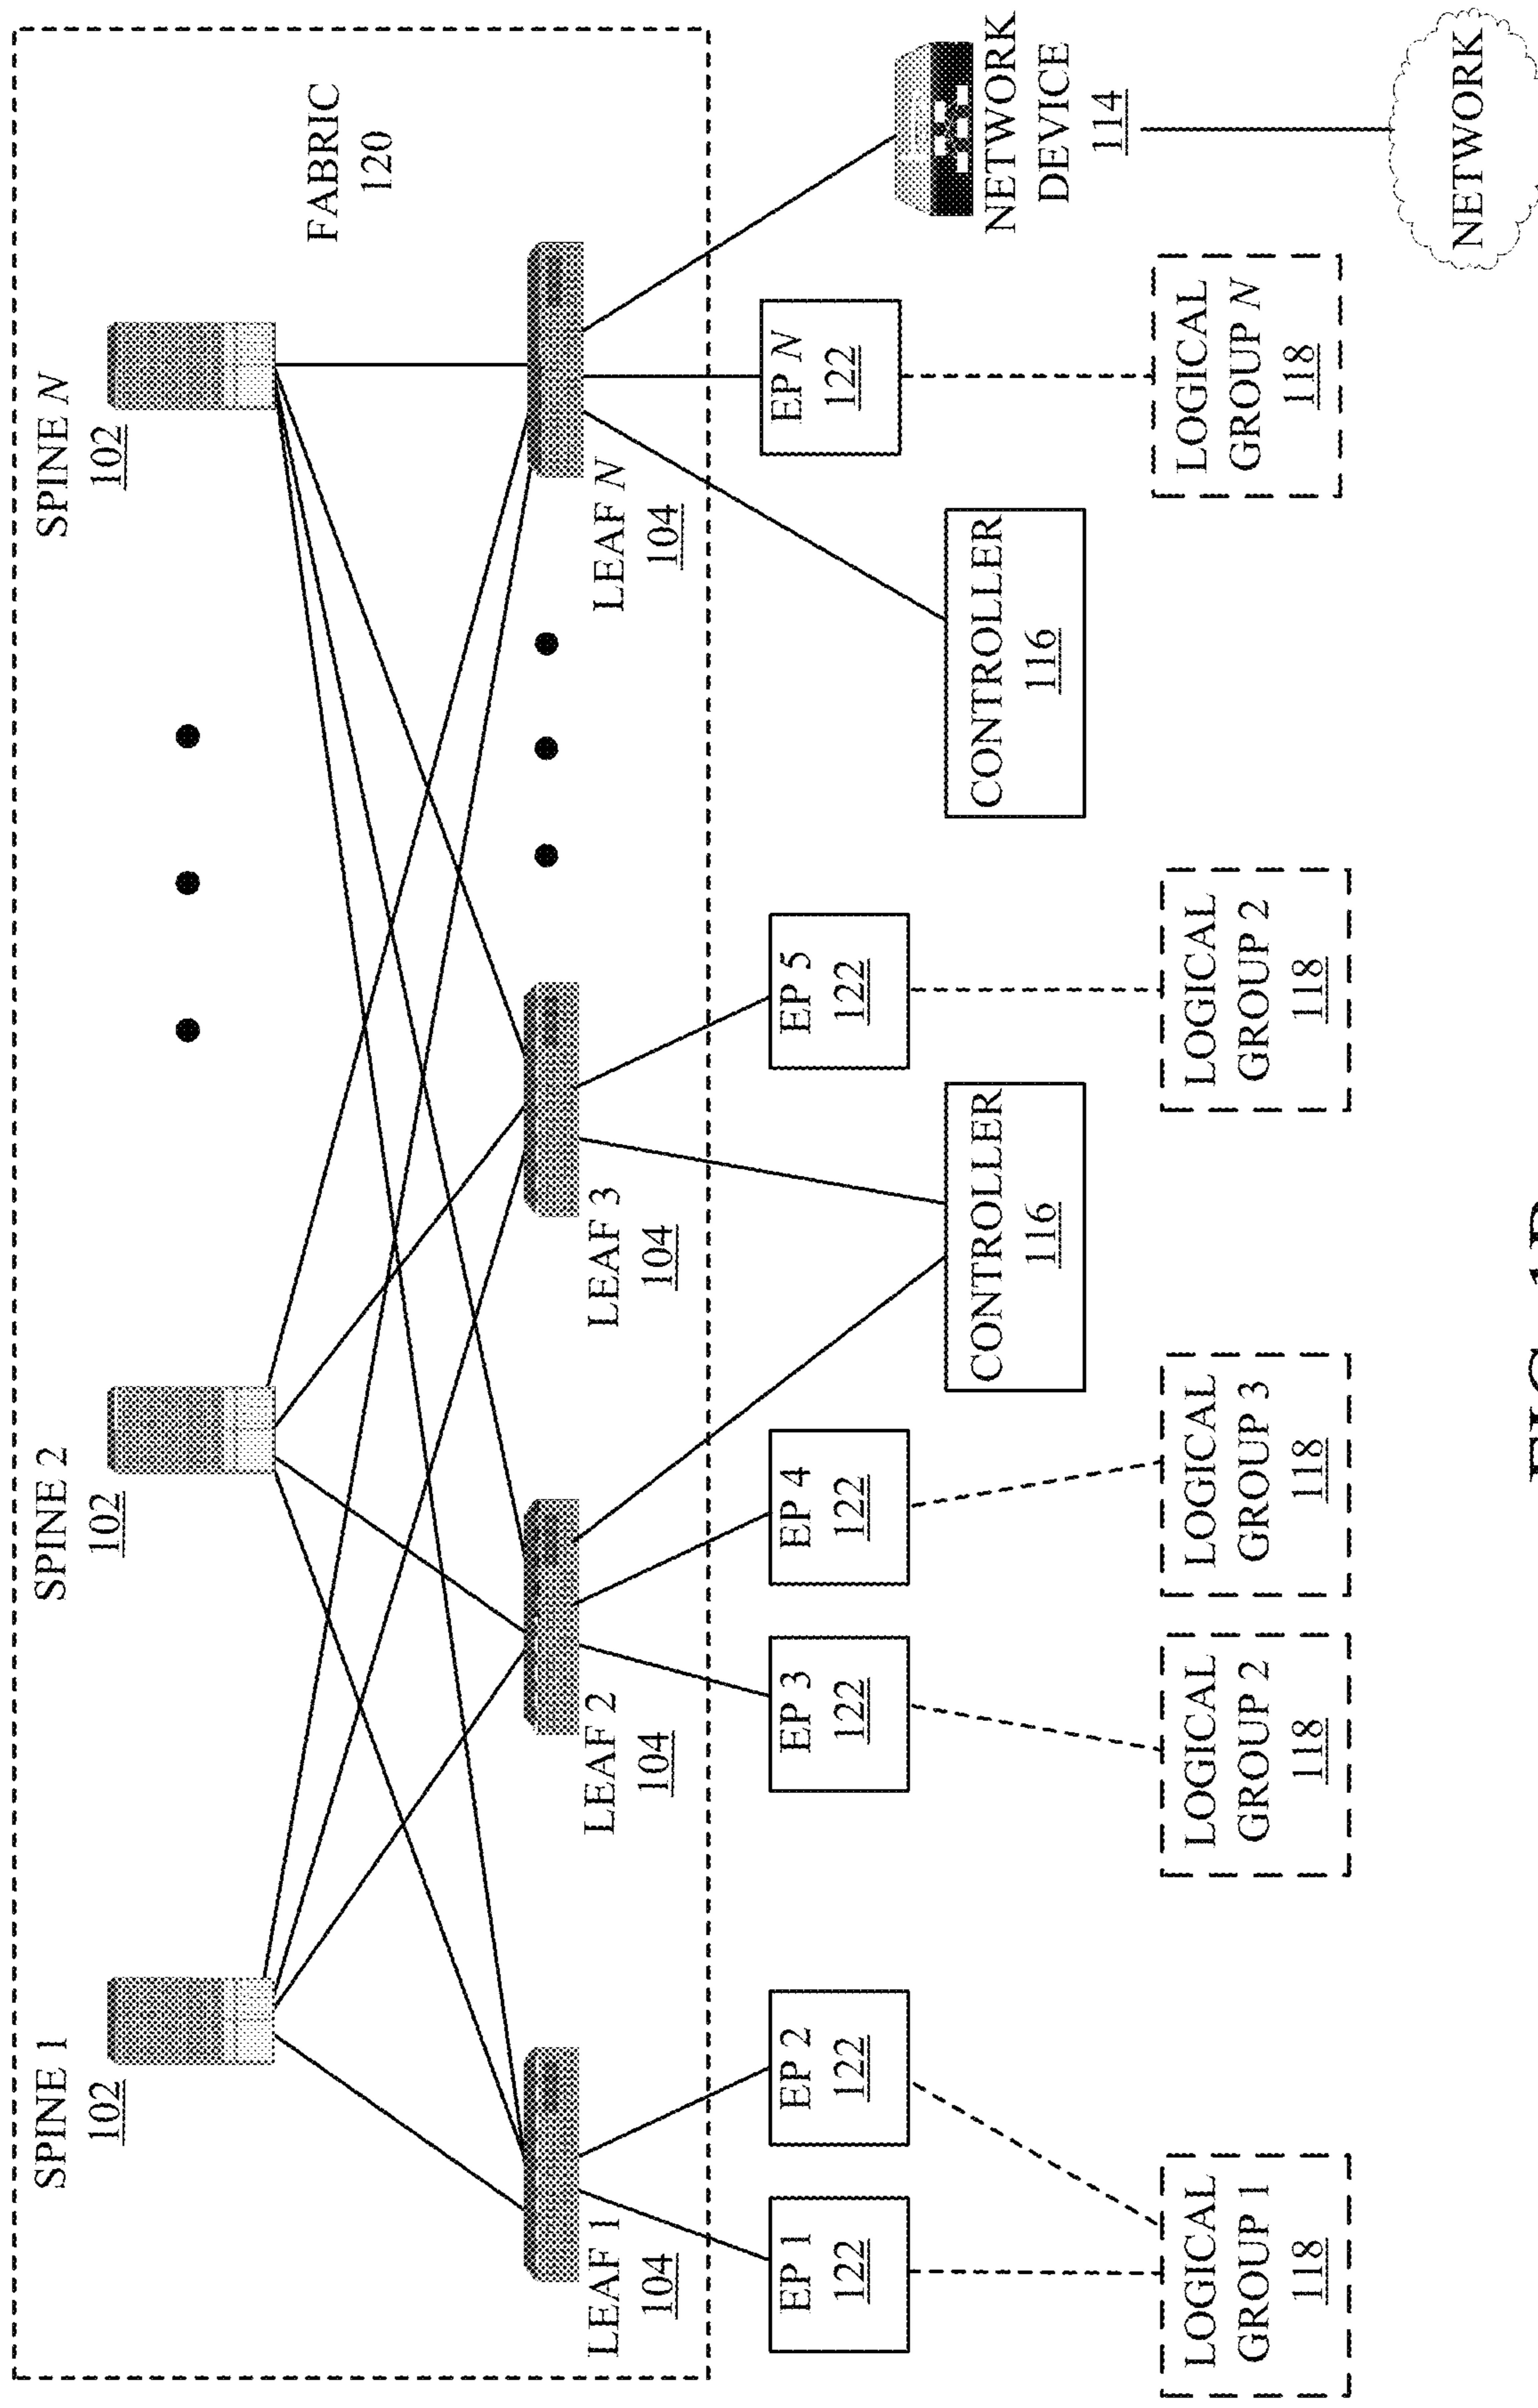 SPINE 1
102
SPINE 2
102
SPINE N
102
FABRIC
120
LEAF 1
104
LEAF 2
104
LEAF 3
104
LEAF N
104
EP 1
122
EP 2
122
EP 3
122
EP 4
122
EP 5
122
EP N
122
CONTROLLER
116
CONTROLLER
116
NETWORK
DEVICE
114
LOGICAL
GROUP 1
118
LOGICAL
GROUP 2
118
LOGICAL
GROUP 3
118
LOGICAL
GROUP 2
118
LOGICAL
GROUP N
118
NETWORK